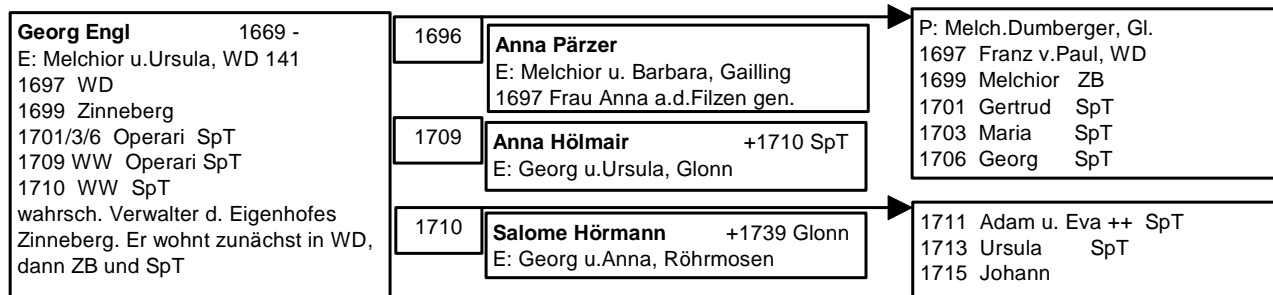 Georg Engl 1669 -
E: Melchior u.Ursula, WD 141
1697 WD
1699 Zinneberg
1701/3/6 Operari SpT
1709 WW Operari SpT
1710 WW SpT
wahrsch. Verwalter d. Eigenhofes
Zinneberg. Er wohnt zunächst in WD,
dann ZB und SpT
1696
Anna Pärzer
E: Melchior u. Barbara, Gailling
1697 Frau Anna a.d.Filzen gen.
1709
Anna Hölmair +1710 SpT
E: Georg u.Ursula, Glonn
1710
Salome Hörmann +1739 Glonn
E: Georg u.Anna, Röhrmosen
P: Melch.Dumberger, Gl.
1697 Franz v.Paul, WD
1699 Melchior ZB
1701 Gertrud SpT
1703 Maria SpT
1706 Georg SpT
1711 Adam u. Eva ++ SpT
1713 Ursula SpT
1715 Johann